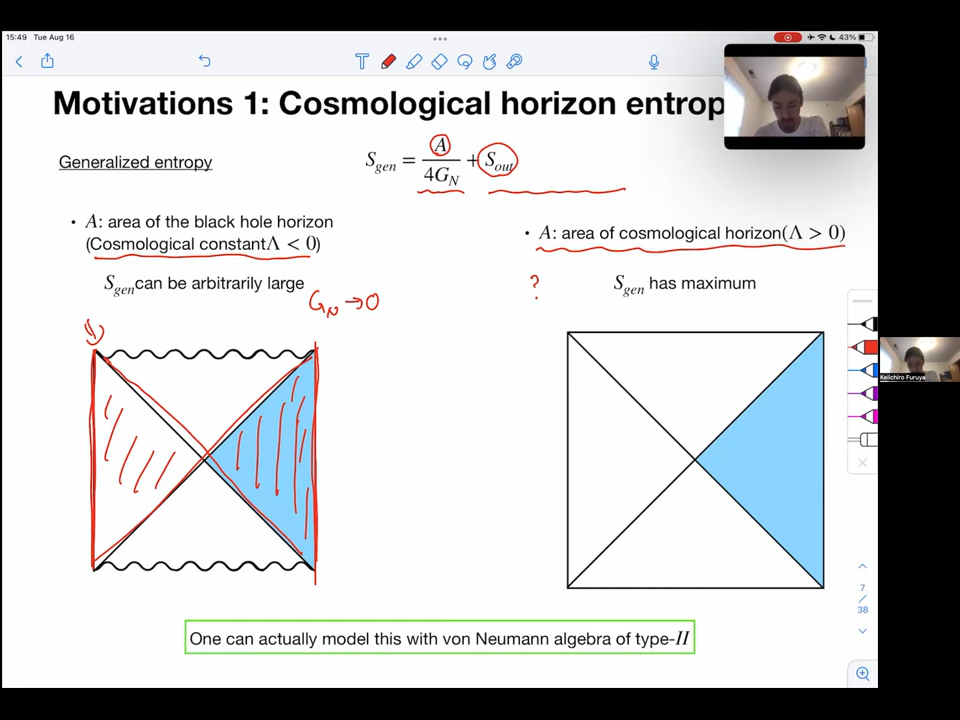 15:49 Tue Aug 16
43%
Motivations 1: Cosmological horizon entrop
Generalized entropy
S_gen = A / 4G_N + S_out
• A: area of the black hole horizon
(Cosmological constantΛ < 0)
S_gen can be arbitrarily large
G_N → 0
• A: area of cosmological horizon(Λ > 0)
?
S_gen has maximum
Keiichiro Furuya
7
/
38
One can actually model this with von Neumann algebra of type-II